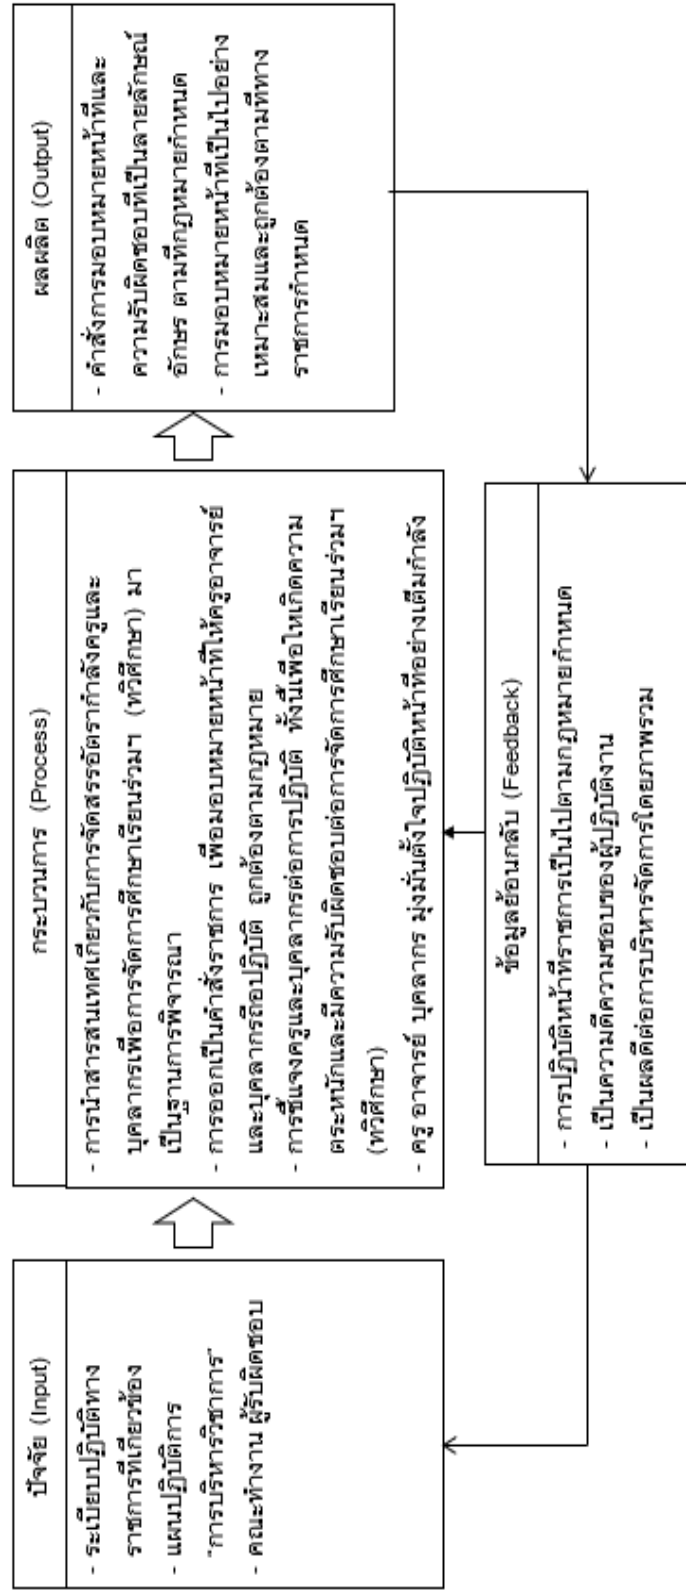 ปัจจัย (Input)
- ระเบียบปฏิบัติทาง
ราชการที่เกี่ยวข้อง
- แผนปฏิบัติการ
"การบริหารวิชาการ"
- คณะทำงาน ผู้รับผิดชอบ
กระบวนการ (Process)
- การนำสารสนเทศเกี่ยวกับการจัดสรรอัตรากำลังครูและ
บุคลากรเพื่อการจัดการศึกษาเรียนร่วมฯ (ทวิศึกษา) มา
เป็นฐานการพิจารณา
- การออกเป็นคำสั่งราชการ เพื่อมอบหมายหน้าที่ให้ครูอาจารย์
และบุคลากรถือปฏิบัติ ถูกต้องตามกฎหมาย
- การชี้แจงครูและบุคลากรต่อการปฏิบัติ ทั้งนี้เพื่อให้เกิดความ
ตระหนักและมีความรับผิดชอบต่อการจัดการศึกษาเรียนร่วมฯ
(ทวิศึกษา)
- ครู อาจารย์ บุคลากร มุ่งมั่นตั้งใจปฏิบัติหน้าที่อย่างเต็มกำลัง
ผลผลิต (Output)
- คำสั่งการมอบหมายหน้าที่และ
ความรับผิดชอบที่เป็นลายลักษณ์
อักษร ตามที่กฎหมายกำหนด
- การมอบหมายหน้าที่เป็นไปอย่าง
เหมาะสมและถูกต้องตามที่ทาง
ราชการกำหนด
ข้อมูลย้อนกลับ (Feedback)
- การปฏิบัติหน้าที่ราชการเป็นไปตามกฎหมายกำหนด
- เป็นความดีความชอบของผู้ปฏิบัติงาน
- เป็นผลดีต่อการบริหารจัดการโดยภาพรวม